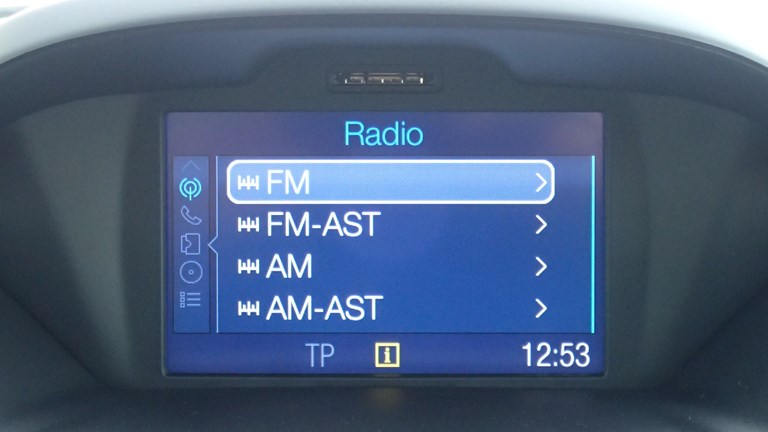 Radio
FM
FM-AST
AM
AM-AST
TP i 12:53